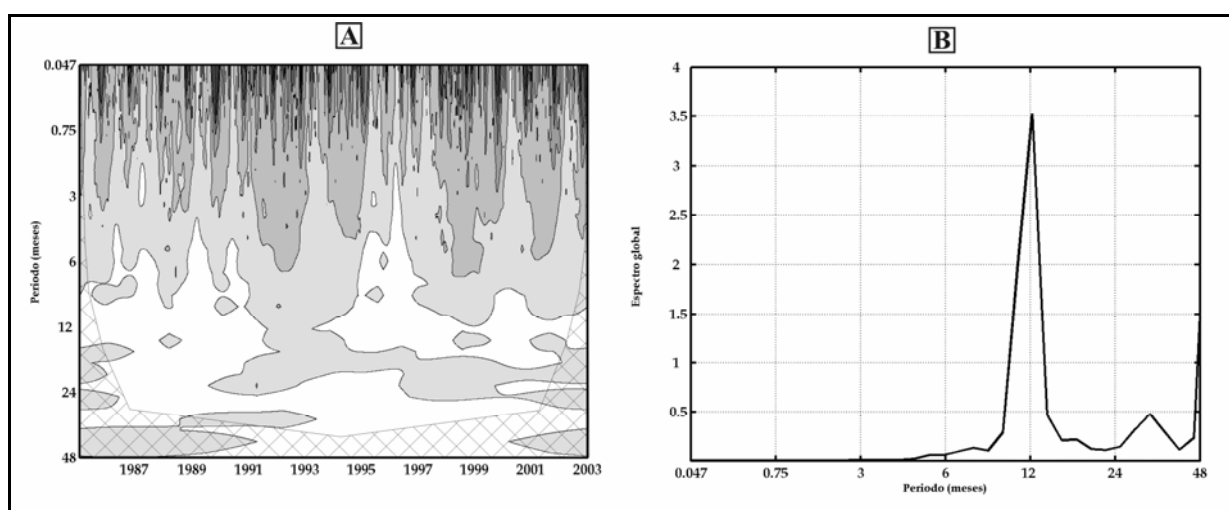 A
0.047
0.75
3
6
12
24
48
Periodo (meses)
1987 1989 1991 1993 1995 1997 1999 2001 2003
B
4
3.5
3
2.5
2
1.5
1
0.5
Espectro global
0.047 0.75 3 6 12 24 48
Periodo (meses)